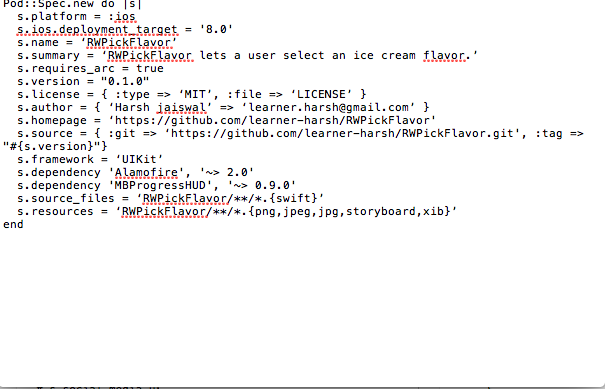 Pod::Spec.new do |s|
s.platform = :ios
s.ios.deployment_target = '8.0'
s.name = ‘RWPickFlavor’
s.summary = ‘RWPickFlavor lets a user select an ice cream flavor.’
s.requires_arc = true
s.version = "0.1.0"
s.license = { :type => ‘MIT’, :file => ‘LICENSE’ }
s.author = { ‘Harsh jaiswal’ => ‘learner.harsh@gmail.com’ }
s.homepage = ‘https://github.com/learner-harsh/RWPickFlavor'
s.source = { :git => ‘https://github.com/learner-harsh/RWPickFlavor.git', :tag =>
"#{s.version}"}
s.framework = ‘UIKit’
s.dependency 'Alamofire', '~> 2.0'
s.dependency ‘MBProgressHUD', '~> 0.9.0'
s.source_files = ‘RWPickFlavor/**/*.{swift}’
s.resources = ‘RWPickFlavor/**/*.{png,jpeg,jpg,storyboard,xib}’
end